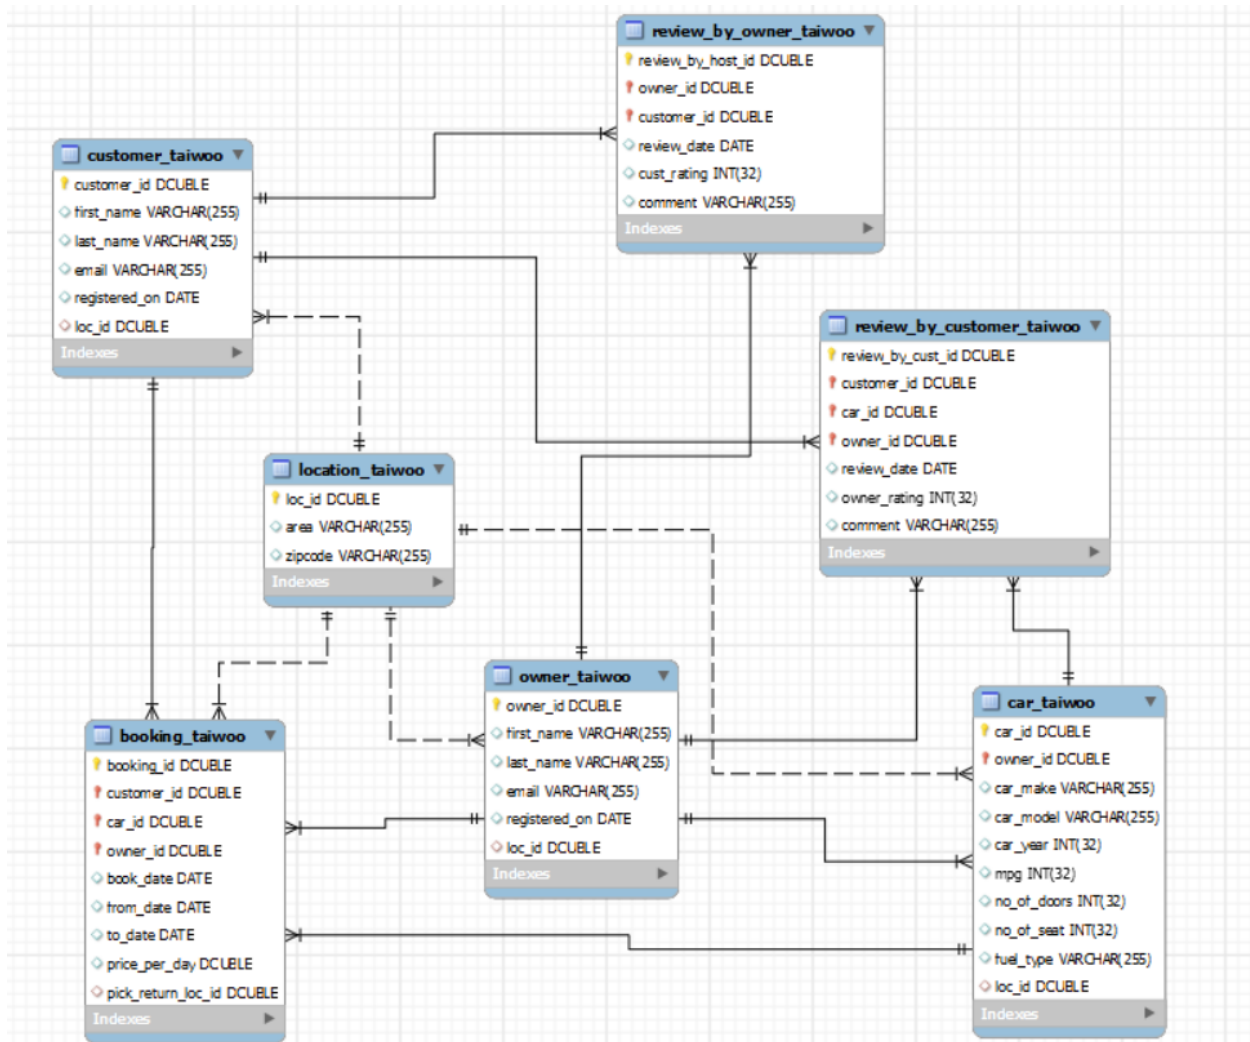 review_by_owner_taiwoo
review_by_host_id DOUBLE
owner_id DOUBLE
customer_id DOUBLE
review_date DATE
cust_rating INT(32)
comment VARCHAR(255)
Indexes
customer_taiwoo
customer_id DOUBLE
first_name VARCHAR(255)
last_name VARCHAR(255)
email VARCHAR(255)
registered_on DATE
loc_id DOUBLE
Indexes
review_by_customer_taiwoo
review_by_cust_id DOUBLE
customer_id DOUBLE
car_id DOUBLE
owner_id DOUBLE
review_date DATE
owner_rating INT(32)
comment VARCHAR(255)
Indexes
location_taiwoo
loc_id DOUBLE
area VARCHAR(255)
zipcode VARCHAR(255)
Indexes
owner_taiwoo
owner_id DOUBLE
first_name VARCHAR(255)
last_name VARCHAR(255)
email VARCHAR(255)
registered_on DATE
loc_id DOUBLE
Indexes
car_taiwoo
car_id DOUBLE
owner_id DOUBLE
car_make VARCHAR(255)
car_model VARCHAR(255)
car_year INT(32)
mpg INT(32)
no_of_doors INT(32)
no_of_seat INT(32)
fuel_type VARCHAR(255)
loc_id DOUBLE
Indexes
booking_taiwoo
booking_id DOUBLE
customer_id DOUBLE
car_id DOUBLE
owner_id DOUBLE
book_date DATE
from_date DATE
to_date DATE
price_per_day DOUBLE
pick_return_loc_id DOUBLE
Indexes